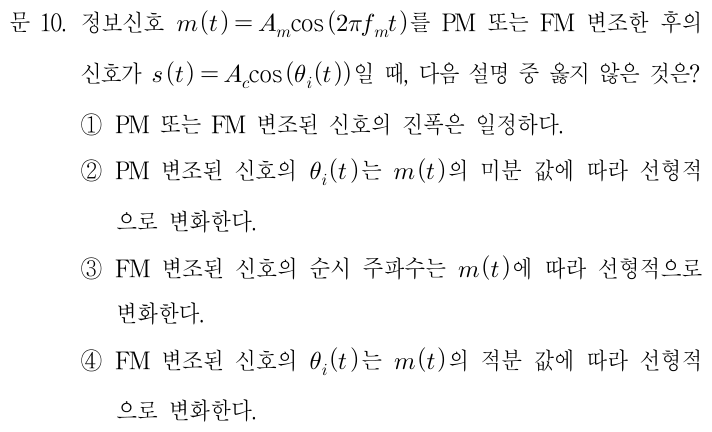 문 10. 정보신호 m(t) = A_m cos(2πf_m t)를 PM 또는 FM 변조한 후의
신호가 s(t) = A_c cos(θ_i(t))일 때, 다음 설명 중 옳지 않은 것은?
① PM 또는 FM 변조된 신호의 진폭은 일정하다.
② PM 변조된 신호의 θ_i(t)는 m(t)의 미분 값에 따라 선형적
으로 변화한다.
③ FM 변조된 신호의 순시 주파수는 m(t)에 따라 선형적으로
변화한다.
④ FM 변조된 신호의 θ_i(t)는 m(t)의 적분 값에 따라 선형적
으로 변화한다.